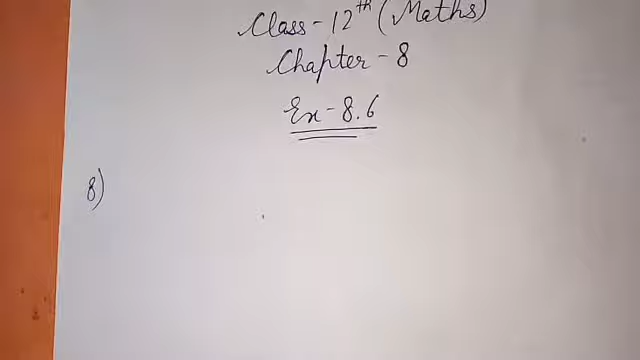 Class - 12th (Maths)
Chapter - 8
Ex - 8.6
8)